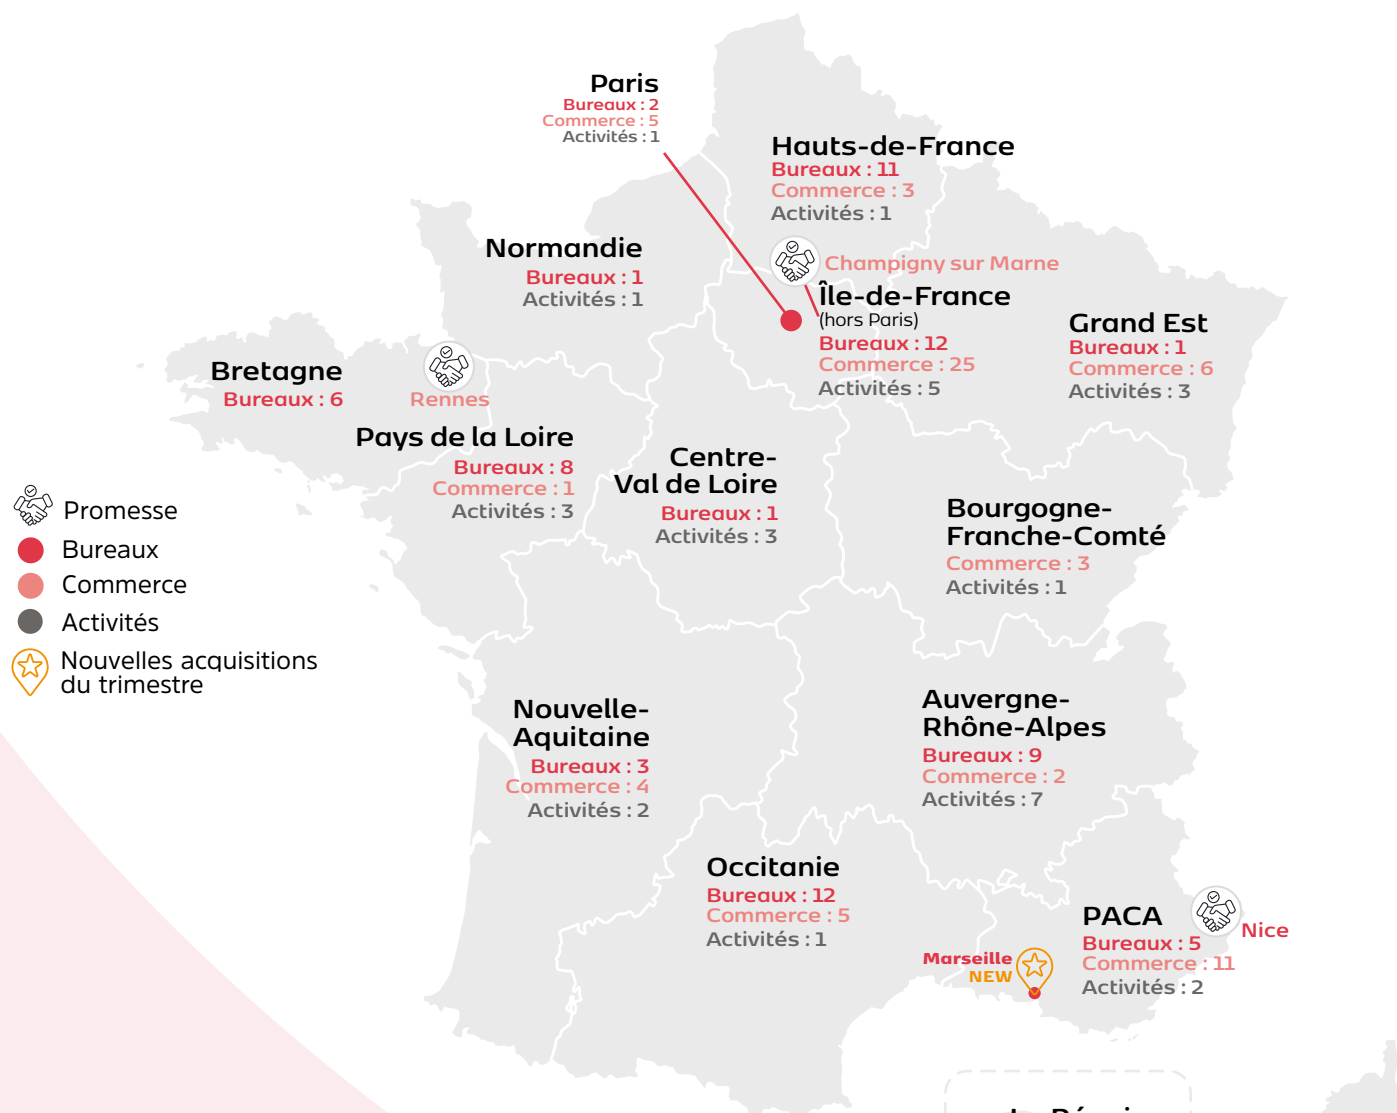 Paris
Bureaux : 2
Commerce : 5
Activités : 1
Hauts-de-France
Bureaux : 11
Commerce : 3
Activités : 1
Normandie
Bureaux : 1
Activités : 1
Champigny sur Marne
Île-de-France
(hors Paris)
Bureaux : 12
Commerce : 25
Activités : 5
Grand Est
Bureaux : 1
Commerce : 6
Activités : 3
Bretagne
Bureaux : 6
Rennes
Pays de la Loire
Bureaux : 8
Commerce : 1
Activités : 3
Centre-
Val de Loire
Bureaux : 1
Activités : 3
Bourgogne-
Franche-Comté
Commerce : 3
Activités : 1
Promesse
Bureaux
Commerce
Activités
Nouvelles acquisitions
du trimestre
Nouvelle-
Aquitaine
Bureaux : 3
Commerce : 4
Activités : 2
Auvergne-
Rhône-Alpes
Bureaux : 9
Commerce : 2
Activités : 7
Occitanie
Bureaux : 12
Commerce : 5
Activités : 1
PACA
Bureaux : 5
Commerce : 11
Activités : 2
Nice
Marseille
NEW